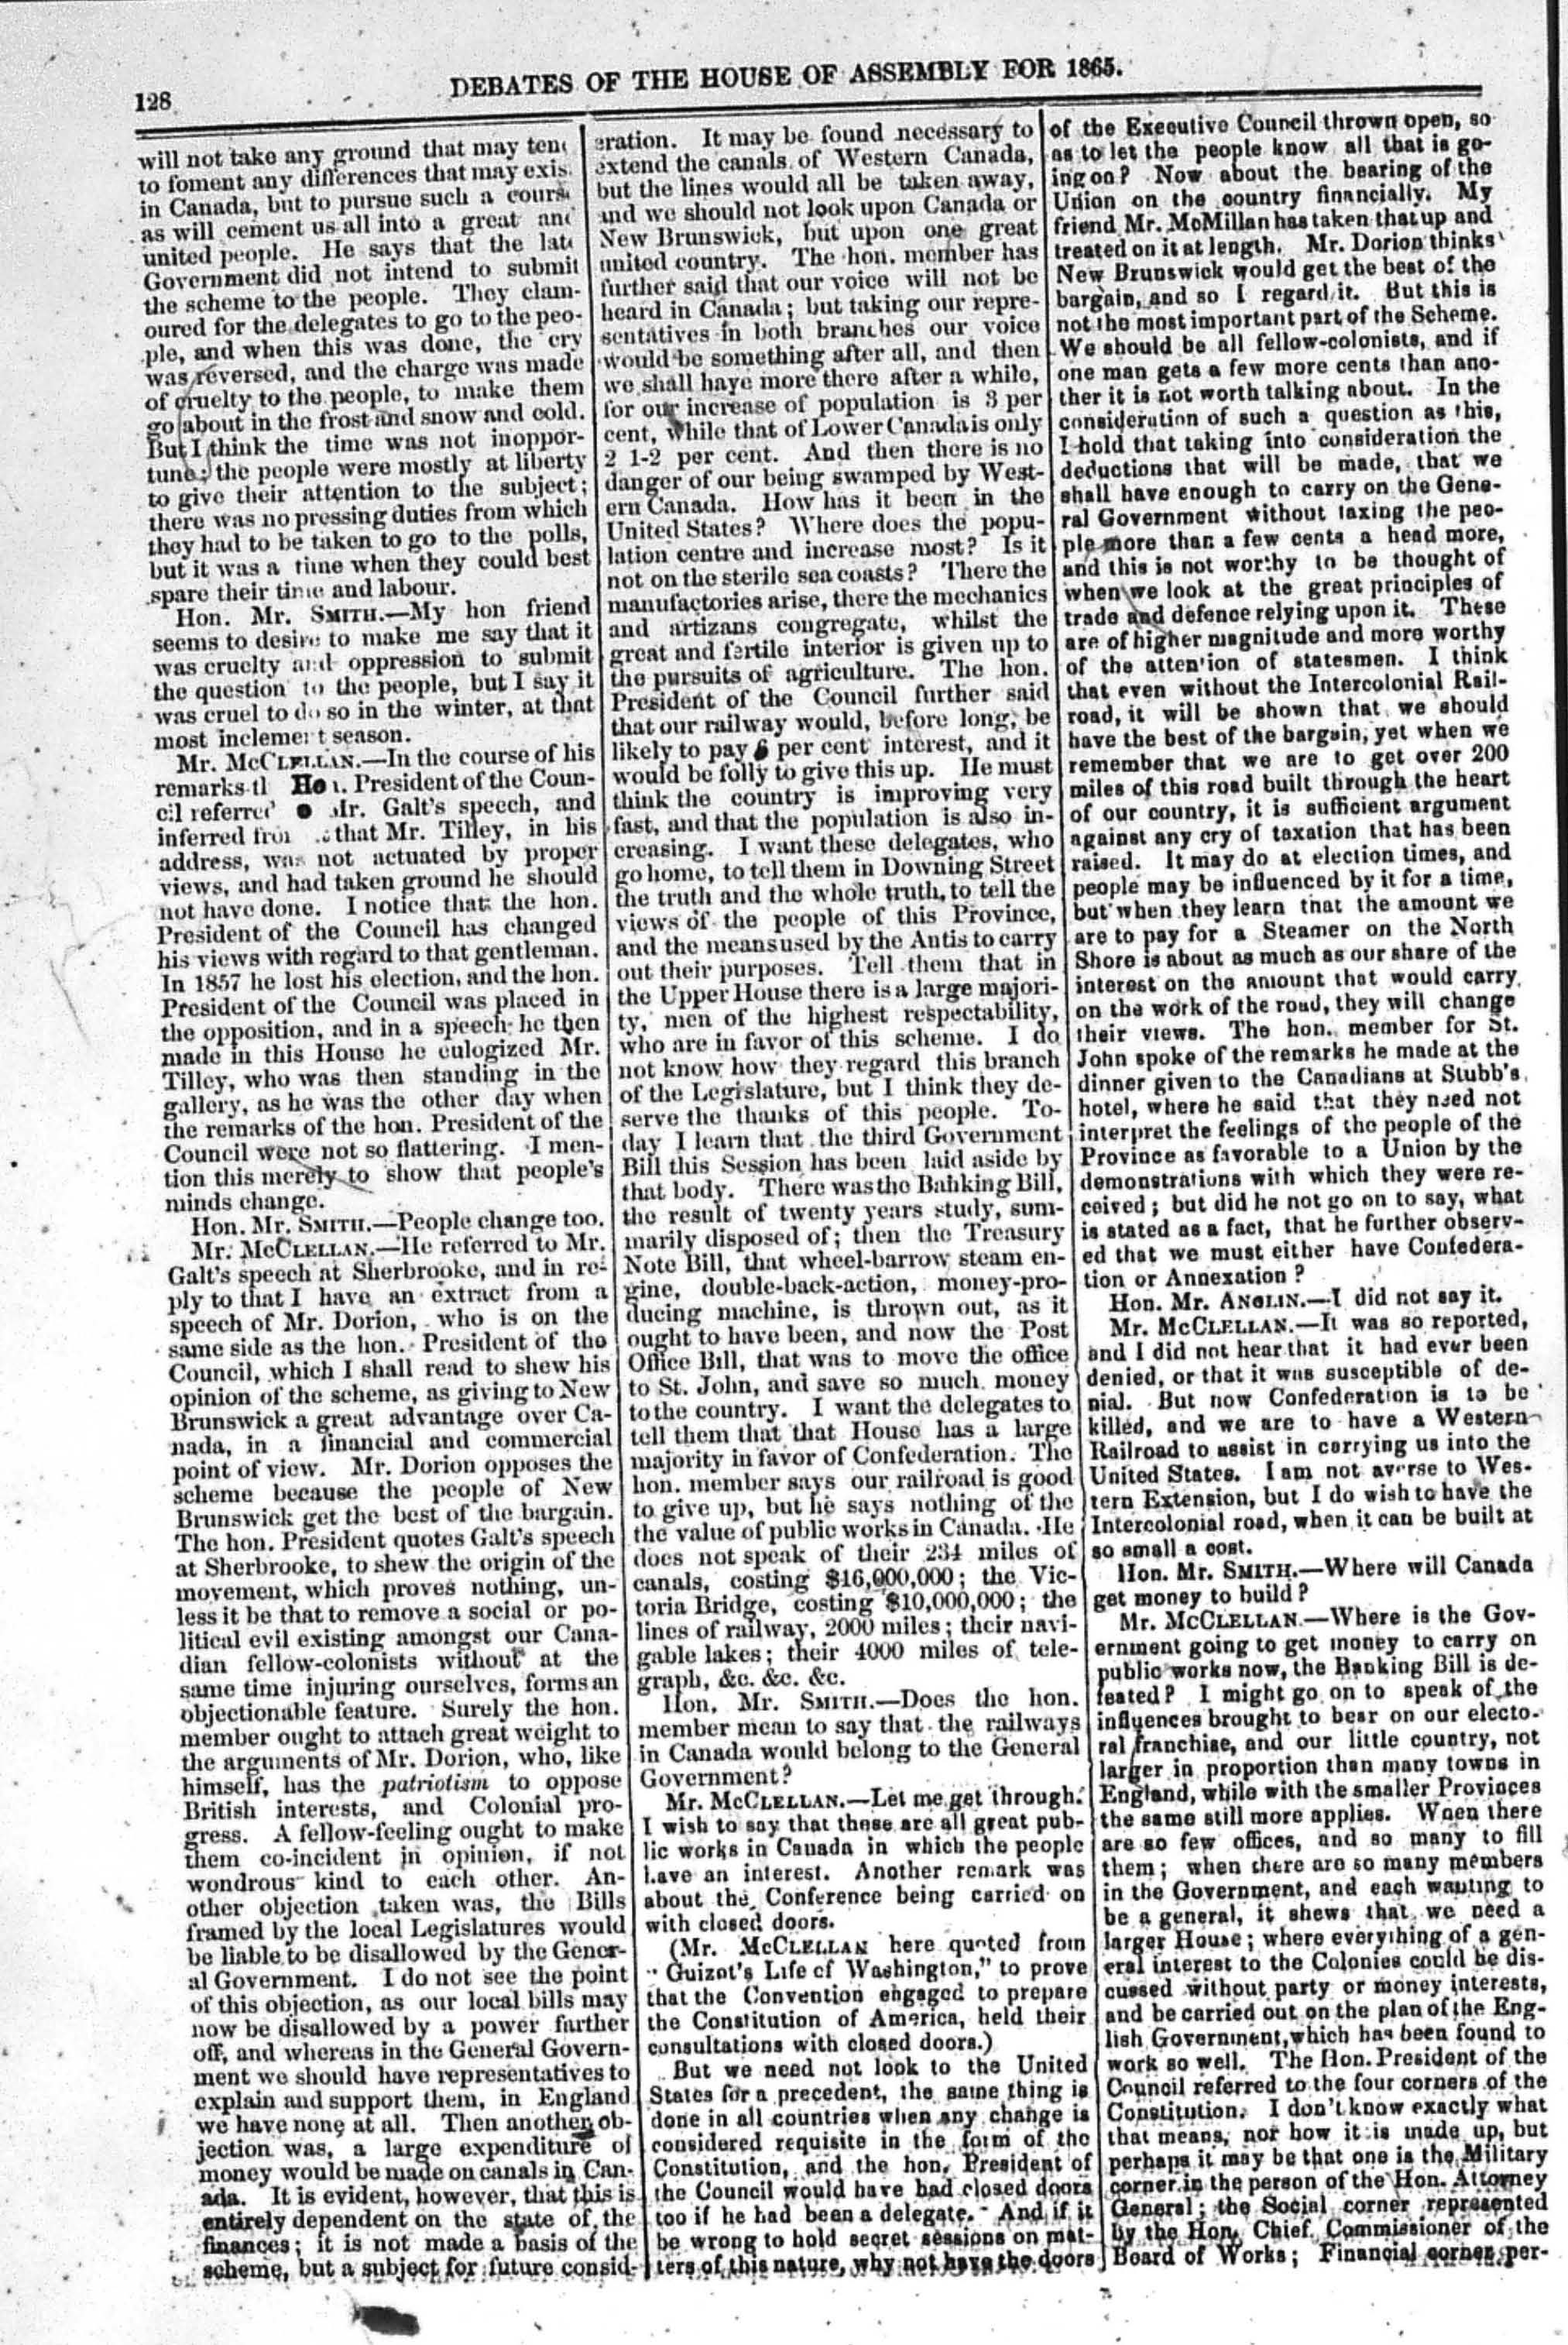 128
DEBATES OF THE HOUSE OF ASSEMBLY FOR 1865.
will not take any ground that may
to foment any differences that may
in Canada, but to pursue such a
as will cement us all into a great
united people. He says that the
Government did not intend to submit
the scheme to the people. They clam-
oured for the delegates to go to the peo-
ple, and when this was done, the cry
was reversed, and the charge was made
of cruelty to the people, to make them
go about in the frost and snow and cold.
But I think the time was not inoppor-
tune; the people were mostly at liberty
to give their attention to the subject;
there was no pressing duties from which
they had to be taken to go to the polls,
but it was a time when they could best
spare their time and labour.
Hon. Mr. SMITH.—My hon friend
seems to desire to make me say that it
was cruelty and oppression to submit
the question to the people, but I say it
was cruel to do so in the winter, at that
most inclement season.
Mr. McCLELLAN.—In the course of his
remarks President of the Coun-
cil Mr. Galt's speech, and
inferred that Mr. Tilley, in his
address, was not actuated by proper
views, and had taken ground he should
not have done. I notice that the hon.
President of the Council has changed
his views with regard to that gentleman.
In 1857 he lost his election, and the hon.
President of the Council was placed in
the opposition, and in a speech he then
made in this House he eulogized Mr.
Tilley, who was then standing in the
gallery, as he was the other day when
the remarks of the hon. President of the
Council were not so flattering. I men-
tion this merely to show that people's
minds change.
Hon. Mr. SMITH.—People change too.
Mr. McCLELLAN.—He referred to Mr.
Galt's speech at Sherbrooke, and in re-
ply to that I have an extract from a
speech of Mr. Dorion, who is on the
same side as the hon. President of the
Council, which I shall read to shew his
opinion of the scheme, as giving to New
Brunswick a great advantage over Ca-
nada, in a financial and commercial
point of view. Mr. Dorion opposes the
scheme because the people of New
Brunswick get the best of the bargain.
The hon. President quotes Galt's speech
at Sherbrooke, to shew the origin of the
movement, which proves nothing, un-
less it be that to remove a social or po-
litical evil existing amongst our Cana-
dian fellow-colonists without at the
same time injuring ourselves, forms an
objectionable feature. Surely the hon.
member ought to attach great weight to
the arguments of Mr. Dorion, who, like
himself, has the patriotism to oppose
British interests, and Colonial pro-
gress. A fellow-feeling ought to make
them co-incident in opinion, if not
wondrous kind to each other. An-
other objection taken was, the Bills
framed by the local Legislatures would
be liable to be disallowed by the Gener-
al Government. I do not see the point
of this objection, as our local bills may
now be disallowed by a power farther
off, and whereas in the General Govern-
ment we should have representatives to
explain and support them, in England
we have none at all. Then another ob-
jection was, a large expenditure of
money would be made on canals in Can-
ada. It is evident, however, that this is
entirely dependent on the state of the
finances; it is not made a basis of the
scheme, but a subject for future consid-
eration. It may be found necessary to
extend the canals of Western Canada,
but the lines would all be taken away,
and we should not look upon Canada or
New Brunswick, but upon one great
united country. The hon. member has
further said that our voice will not be
heard in Canada; but taking our repre-
sentatives in both branches our voice
would be something after all, and then
we shall have more there after a while,
for our increase of population is 3 per
cent, while that of Lower Canada is only
2 1-2 per cent. And then there is no
danger of our being swamped by West-
ern Canada. How has it been in the
United States? Where does the popu-
lation centre and increase most? Is it
not on the sterile sea coasts? There the
manufactories arise, there the mechanics
and artizans congregate, whilst the
great and fertile interior is given up to
the pursuits of agriculture. The hon.
President of the Council further said
that our railway would, before long, be
likely to pay 6 per cent interest, and it
would be folly to give this up. He must
think the country is improving very
fast, and that the population is also in-
creasing. I want these delegates, who
go home, to tell them in Downing Street
the truth and the whole truth, to tell the
views of the people of this Province,
and the means used by the Antis to carry
out their purposes. Tell them that in
the Upper House there is a large majori-
ty, men of the highest respectability,
who are in favor of this scheme. I do
not know how they regard this branch
of the Legislature, but I think they de-
serve the thanks of this people. To-
day I learn that the third Government
Bill this Session has been laid aside by
that body. There was the Banking Bill,
the result of twenty years study, sum-
marily disposed of; then the Treasury
Note Bill, that wheel-barrow steam en-
gine, double-back-action, money-pro-
ducing machine, is thrown out, as it
ought to have been, and now the Post
Office Bill, that was to move the office
to St. John, and save so much money
to the country. I want the delegates to
tell them that that House has a large
majority in favor of Confederation. The
hon. member says our railroad is good
to give up, but he says nothing of the
the value of public works in Canada. He
does not speak of their 234 miles of
canals, costing $16,000,000; the Vic-
toria Bridge, costing $10,000,000; the
lines of railway, 2000 miles; their navi-
gable lakes; their 4000 miles of tele-
graph, &c. &c. &c.
Hon. Mr. SMITH.—Does the hon.
member mean to say that the railways
in Canada would belong to the General
Government?
Mr. McCLELLAN.—Let me get through.
I wish to say that these are all great pub-
lic works in Canada in which the people
have an interest. Another remark was
about the Conference being carried on
with closed doors.
(Mr. McCLELLAN here quoted from
"Guizot's Life of Washington," to prove
that the Convention engaged to prepare
the Constitution of America, held their
consultations with closed doors.)
But we need not look to the United
States for a precedent, the same thing is
done in all countries when any change is
considered requisite in the form of the
Constitution, and the hon. President of
the Council would have had closed doors
too if he had been a delegate. And if it
be wrong to hold secret sessions on mat-
ters of this nature, why not have the doors
of the Executive Council thrown open, so
as to let the people know all that is go-
ing on? Now about the bearing of the
Union on the country financially. My
friend Mr. McMillan has taken that up and
treated on it at length. Mr. Dorion thinks
New Brunswick would get the best of the
bargain, and so I regard it. But this is
not the most important part of the Scheme.
We should be all fellow-colonists, and if
one man gets a few more cents than ano-
ther it is not worth talking about. In the
consideration of such a question as this,
I hold that taking into consideration the
deductions that will be made, that we
shall have enough to carry on the Gene-
ral Government without taxing the peo-
ple more than a few cents a head more,
and this is not worthy to be thought of
when we look at the great principles of
trade and defence relying upon it. These
are of higher magnitude and more worthy
of the attention of statesmen. I think
that even without the Intercolonial Rail-
road, it will be shown that we should
have the best of the bargain, yet when we
remember that we are to get over 200
miles of this road built through the heart
of our country, it is sufficient argument
against any cry of taxation that has been
raised. It may do at election times, and
people may be influenced by it for a time,
but when they learn that the amount we
are to pay for a Steamer on the North
Shore is about as much as our share of the
interest on the amount that would carry
on the work of the road, they will change
their views. The hon. member for St.
John spoke of the remarks he made at the
dinner given to the Canadians at Stubb's
hotel, where he said that they need not
interpret the feelings of the people of the
Province as favorable to a Union by the
demonstrations with which they were re-
ceived; but did he not go on to say, what
is stated as a fact, that he further observ-
ed that we must either have Confedera-
tion or Annexation?
Hon. Mr. ANGLIN.—I did not say it.
Mr. McCLELLAN.—It was so reported,
and I did not hear that it had ever been
denied, or that it was susceptible of de-
nial. But now Confederation is to be
killed, and we are to have a Western
Railroad to assist in carrying us into the
United States. I am not averse to Wes-
tern Extension, but I do wish to have the
Intercolonial road, when it can be built at
so small a cost.
Hon. Mr. SMITH.—Where will Canada
get money to build?
Mr. McCLELLAN.—Where is the Gov-
ernment going to get money to carry on
public works now, the Banking Bill is de-
feated? I might go on to speak of the
influences brought to bear on our electo-
ral franchise, and our little country, not
larger in proportion than many towns in
England, while with the smaller Provinces
the same still more applies. When there
are so few offices, and so many to fill
them; when there are so many members
in the Government, and each wanting to
be a general, it shews that we need a
larger House; where everything of a gen-
eral interest to the Colonies could be dis-
cussed without party or money interests,
and be carried out on the plan of the Eng-
lish Government, which has been found to
work so well. The Hon. President of the
Council referred to the four corners of the
Constitution. I don't know exactly what
that means, nor how it is made up, but
perhaps it may be that one is the Military
corner in the person of the Hon. Attorney
General; the Social corner represented
by the Hon. Chief Commissioner of the
Board of Works; Financial corner per-